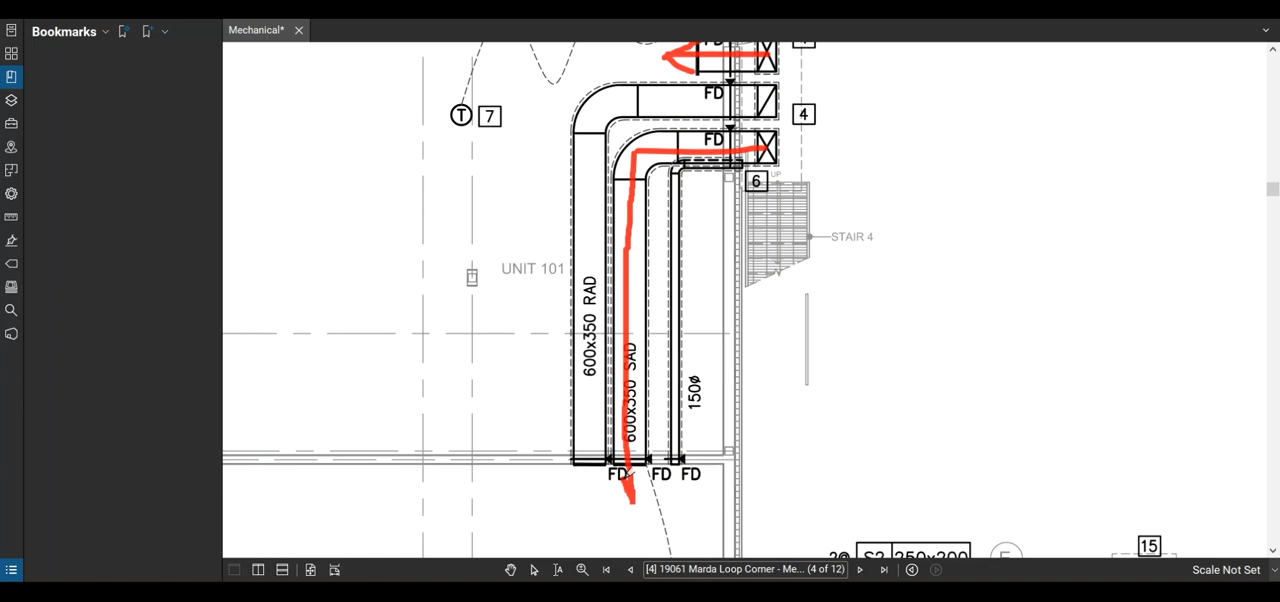 Bookmarks
Mechanical*
FD
FD
T 7
4
FD
6
UP
STAIR 4
UNIT 101
600x350 RAD
600x350 SAD
150ø
FD
FD
FD
2@ S2 250x200
E
15
[4] 19061 Marda Loop Corner - Me... (4 of 12)
Scale Not Set